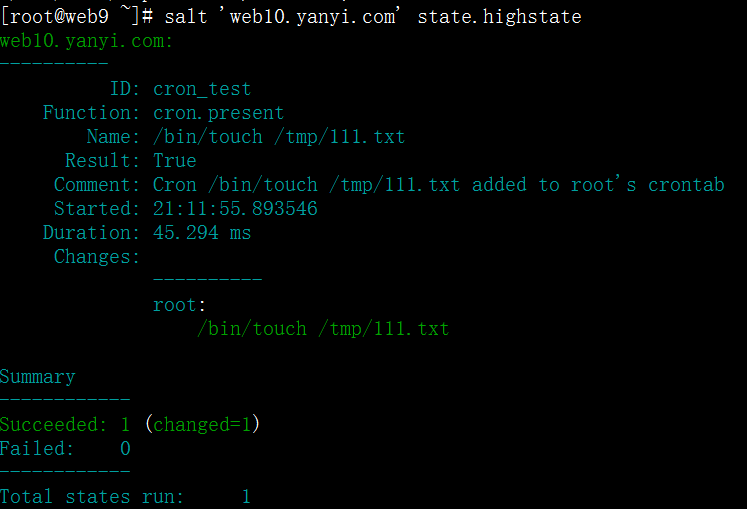 [root@web9 ~]# salt 'web10.yanyi.com' state.highstate
web10.yanyi.com:
----------
          ID: cron_test
    Function: cron.present
        Name: /bin/touch /tmp/111.txt
      Result: True
     Comment: Cron /bin/touch /tmp/111.txt added to root's crontab
     Started: 21:11:55.893546
    Duration: 45.294 ms
     Changes:
              ----------
              root:
                  /bin/touch /tmp/111.txt

Summary
------------
Succeeded: 1 (changed=1)
Failed:    0
------------
Total states run:     1